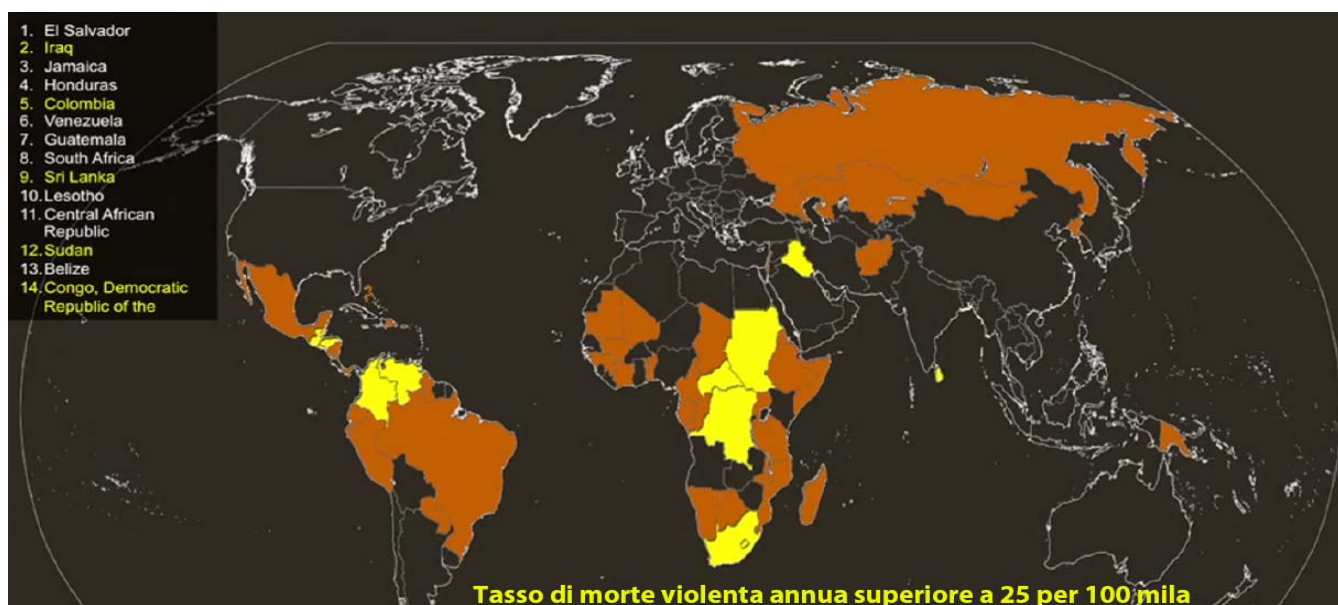 1. El Salvador
2. Iraq
3. Jamaica
4. Honduras
5. Colombia
6. Venezuela
7. Guatemala
8. South Africa
9. Sri Lanka
10. Lesotho
11. Central African
Republic
12. Sudan
13. Belize
14. Congo, Democratic
Republic of the
Tasso di morte violenta annua superiore a 25 per 100 mila